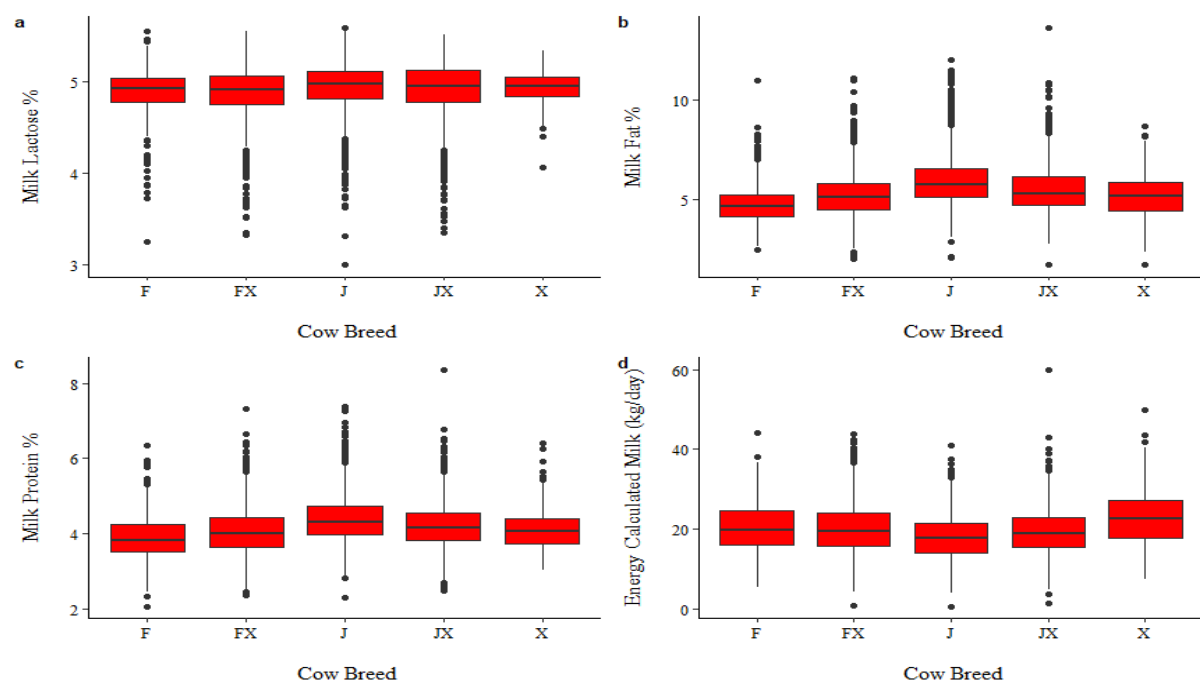 a
Milk Lactose %
5
4
3
F FX J JX X
Cow Breed
b
Milk Fat %
10
5
F FX J JX X
Cow Breed
c
Milk Protein %
8
6
4
2
F FX J JX X
Cow Breed
d
Energy Calculated Milk (kg/day)
60
40
20
0
F FX J JX X
Cow Breed